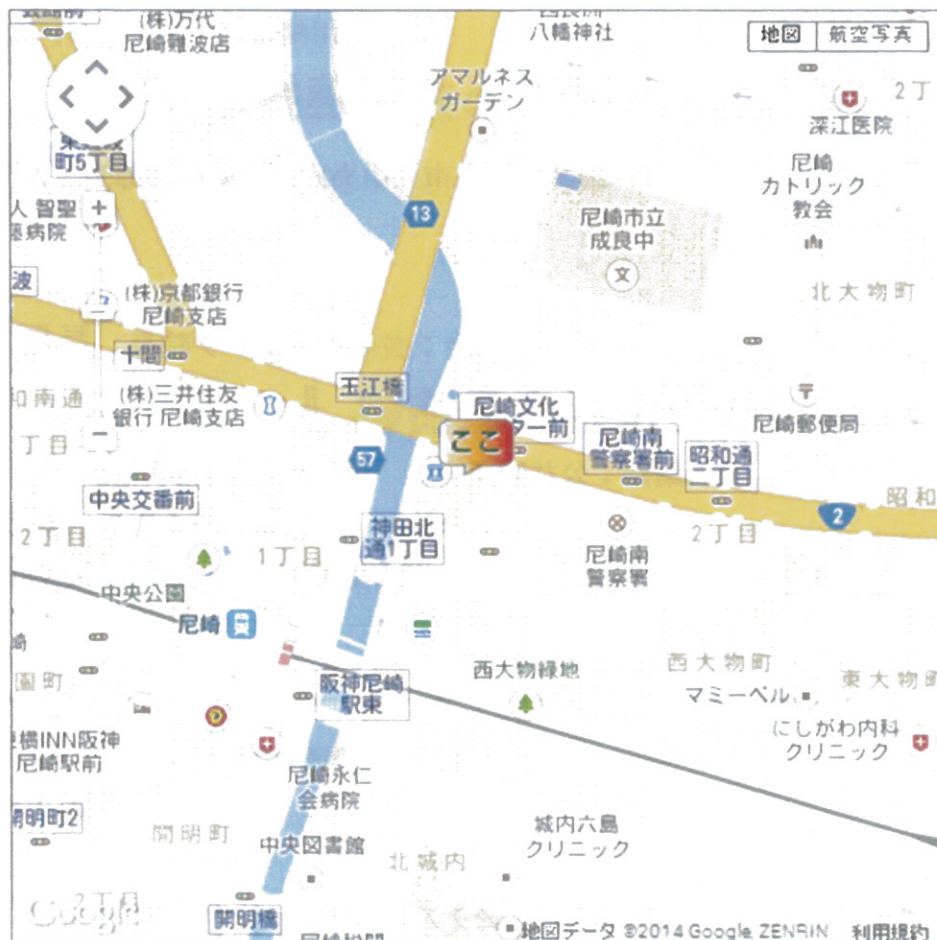 (株)万代
尼崎難波店
八幡神社
地図
航空写真
アマルネス
ガーデン
2丁
深江医院
町5丁目
尼崎
カトリック
教会
人 智聖
病院
13
尼崎市立
成良中
文
波
(株)京都銀行
尼崎支店
北大物町
十間
玉江橋
和南通
(株)三井住友
銀行 尼崎支店
尼崎文化
ター前
ここ
尼崎郵便局
丁目
57
尼崎南
警察署前
昭和通
二丁目
中央交番前
昭和
2
2丁目
神田北
通1丁目
1丁目
2丁目
尼崎南
警察署
中央公園
尼崎
西大物緑地
西大物町
東大物町
園町
阪神尼崎
駅東
マミーベル
にしがわ内科
クリニック
横INN阪神
尼崎駅前
尼崎永仁
会病院
開明町2
開明町
城内六島
クリニック
中央図書館
北城内
2丁目
Google
開明橋
地図データ ©2014 Google, ZENRIN
利用規約